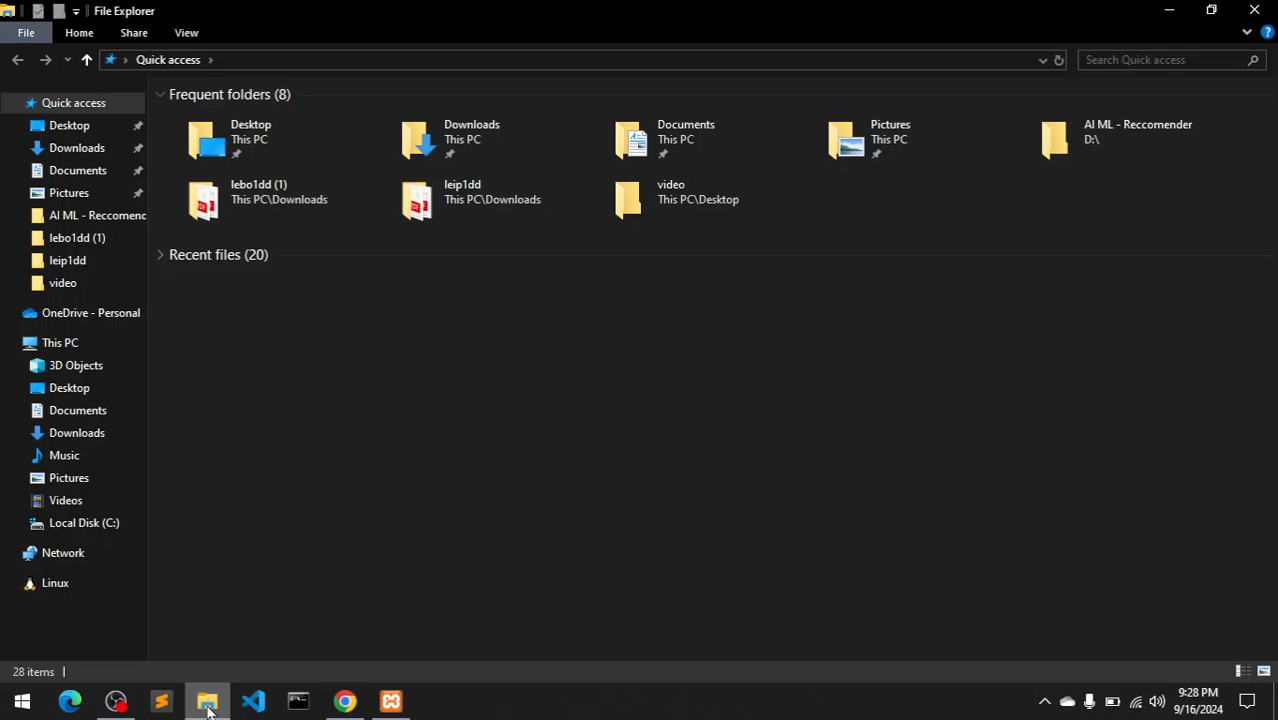 File Explorer
File
Home
Share
View
Quick access
Search Quick access
Quick access
Desktop
Downloads
Documents
Pictures
AI ML - Reccomend
lebo1dd (1)
leip1dd
video
OneDrive - Personal
This PC
3D Objects
Desktop
Documents
Downloads
Music
Pictures
Videos
Local Disk (C:)
Network
Linux
Frequent folders (8)
Desktop
This PC
Downloads
This PC
Documents
This PC
Pictures
This PC
AI ML - Reccomender
D:\
lebo1dd (1)
This PC\Downloads
leip1dd
This PC\Downloads
video
This PC\Desktop
Recent files (20)
28 items
9:28 PM
9/16/2024